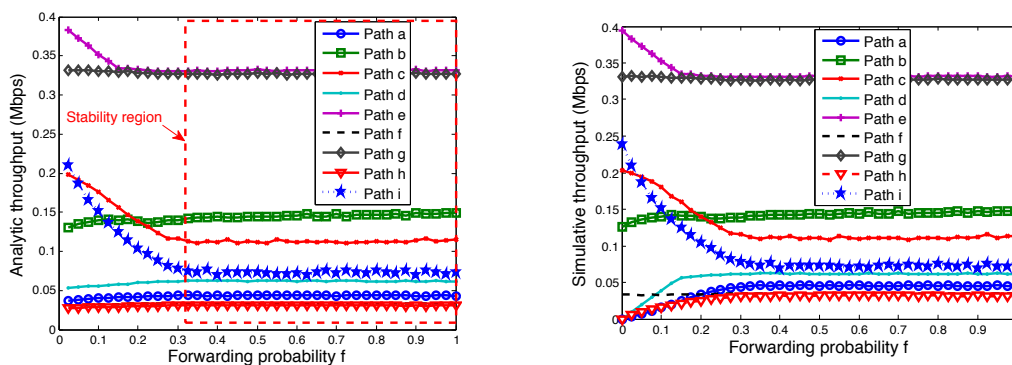 Analytic throughput (Mbps)
0.4
0.35
0.3
0.25
0.2
0.15
0.1
0.05
0
0
0.1
0.2
0.3
0.4
0.5
0.6
0.7
0.8
0.9
1
Forwarding probability f
Stability region
Path a
Path b
Path c
Path d
Path e
Path f
Path g
Path h
Path i
Simulative throughput (Mbps)
0.4
0.35
0.3
0.25
0.2
0.15
0.1
0.05
0
0
0.1
0.2
0.3
0.4
0.5
0.6
0.7
0.8
0.9
Forwarding probability f
Path a
Path b
Path c
Path d
Path e
Path f
Path g
Path h
Path i